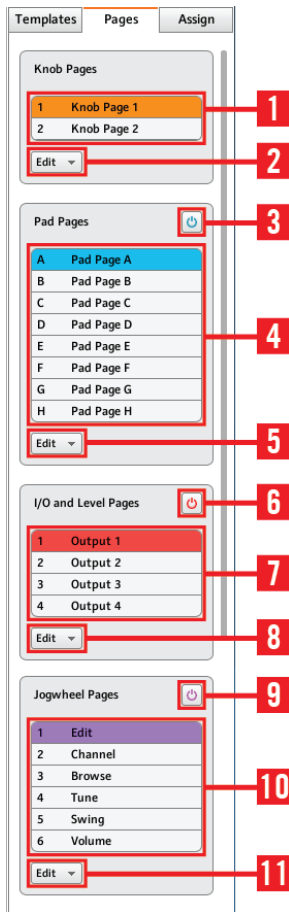 Templates Pages Assign
Knob Pages
1 Knob Page 1
2 Knob Page 2
1
Edit
2
Pad Pages
3
A Pad Page A
B Pad Page B
C Pad Page C
D Pad Page D
E Pad Page E
F Pad Page F
G Pad Page G
H Pad Page H
4
Edit
5
I/O and Level Pages
6
1 Output 1
2 Output 2
3 Output 3
4 Output 4
7
Edit
8
Jogwheel Pages
9
1 Edit
2 Channel
3 Browse
4 Tune
5 Swing
6 Volume
10
Edit
11